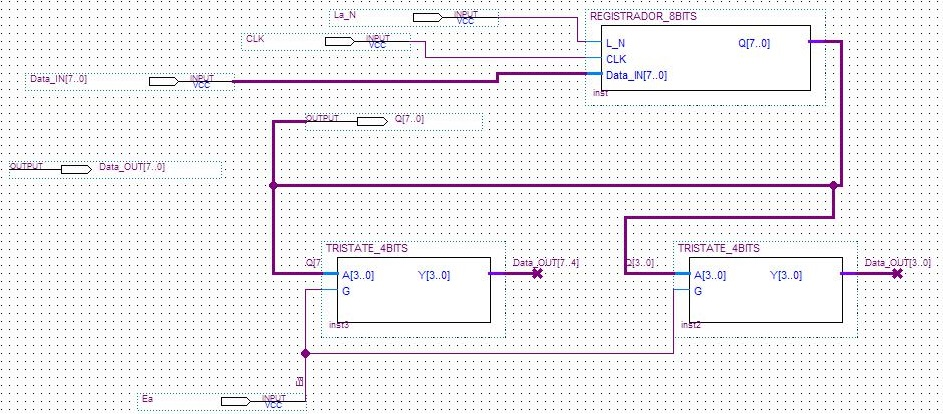 La_N
INPUT
VCC
REGISTRADOR_8BITS
CLK
INPUT
VCC
L_N
Q[7..0]
CLK
Data_IN[7..0]
INPUT
VCC
Data_IN[7..0]
inst
OUTPUT
Q[7..0]
OUTPUT
Data_OUT[7..0]
TRISTATE_4BITS
TRISTATE_4BITS
Q[7
A[3..0]
Y[3..0]
Data_OUT[7..4]
Q[3..0]
A[3..0]
Y[3..0]
Data_OUT[3..0]
G
G
inst3
inst2
Ea
Ea
INPUT
VCC